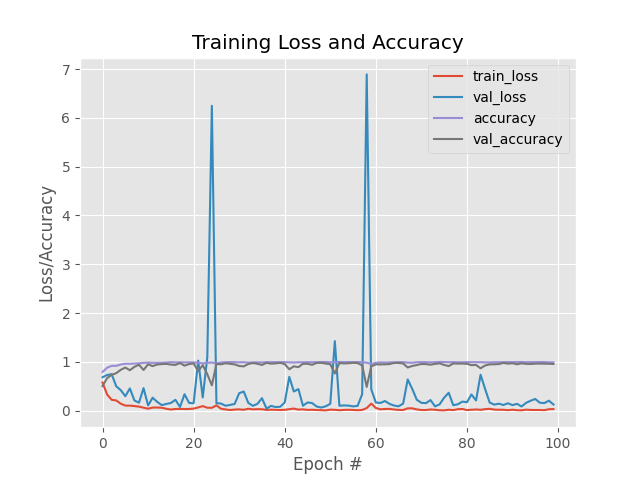 Training Loss and Accuracy
7
6
5
4
3
2
1
0
Loss/Accuracy
train_loss
val_loss
accuracy
val_accuracy
0 20 40 60 80 100
Epoch #